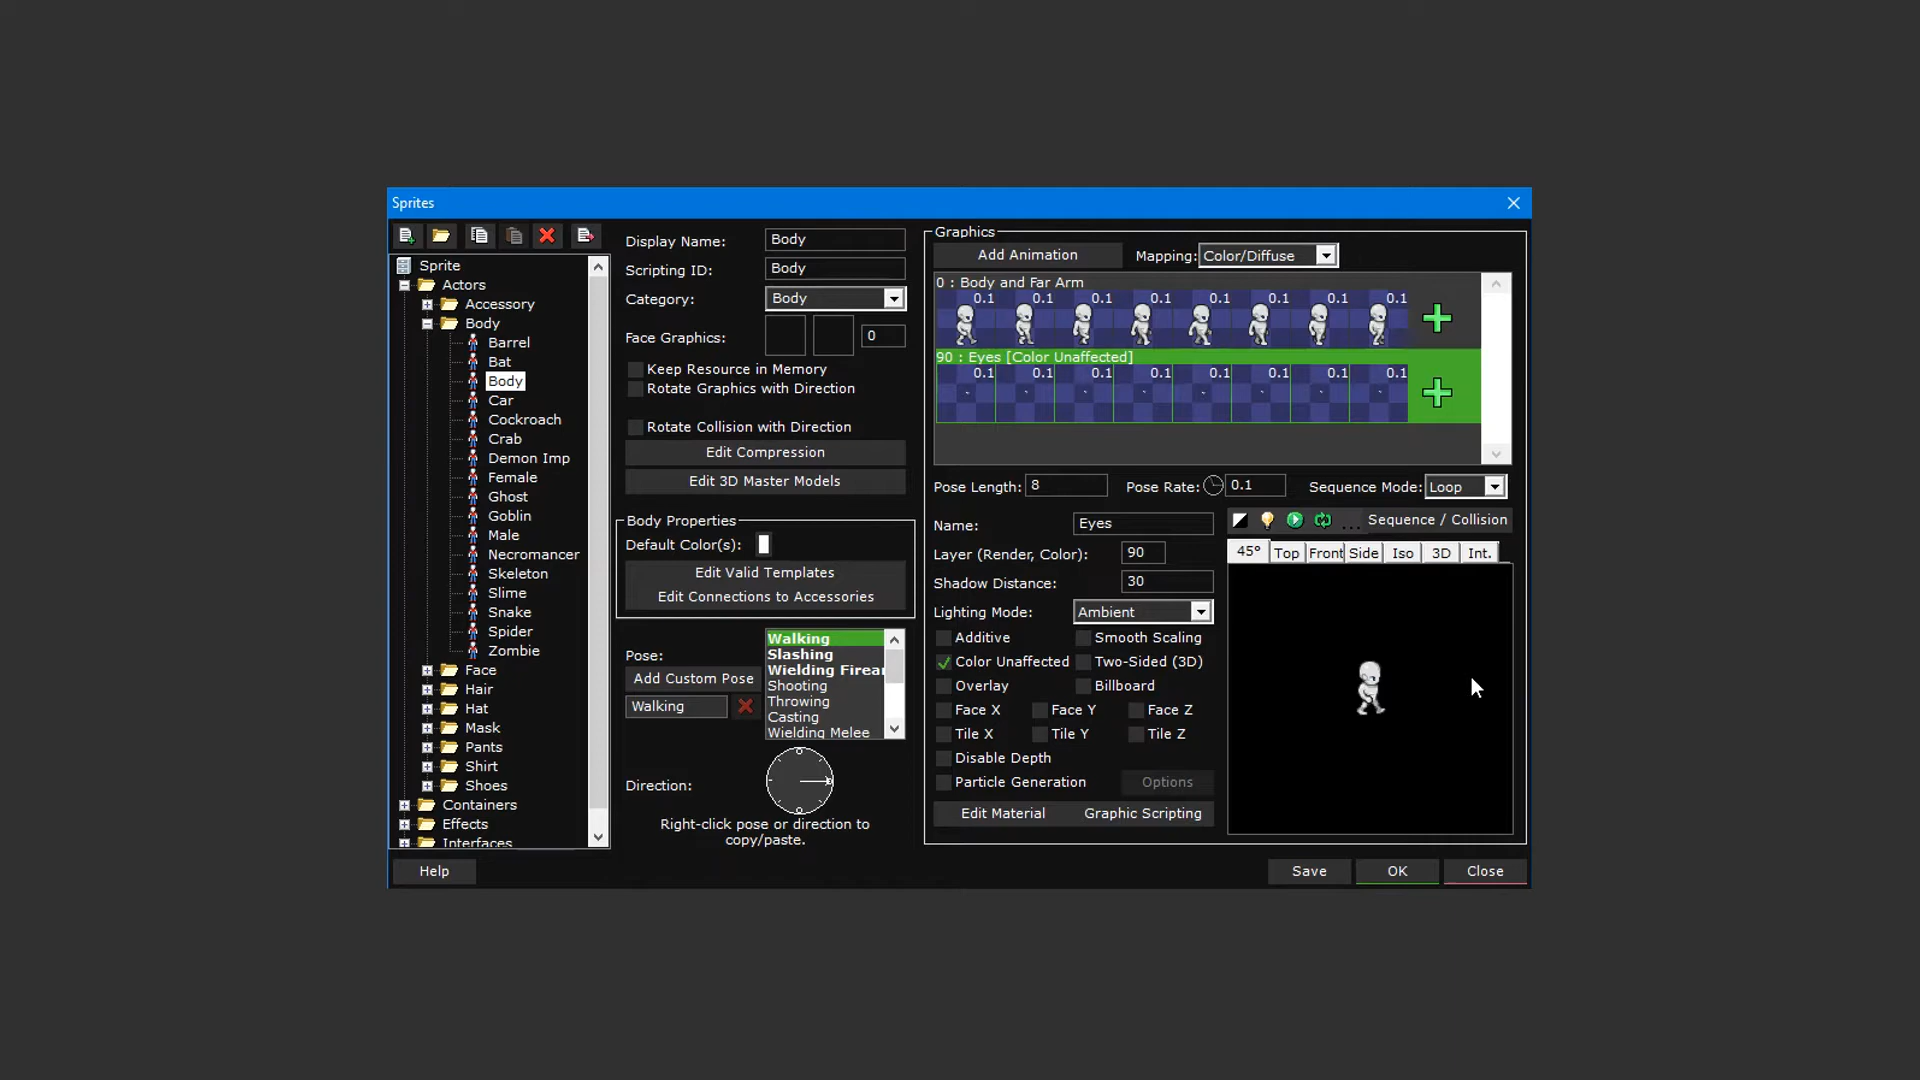 Sprites
Sprite
Actors
Accessory
Body
Barrel
Bat
Body
Car
Cockroach
Crab
Demon Imp
Female
Ghost
Goblin
Male
Necromancer
Skeleton
Slime
Snake
Spider
Zombie
Face
Hair
Hat
Mask
Pants
Shirt
Shoes
Containers
Effects
Interfaces
Help
Display Name: Body
Scripting ID: Body
Category: Body
Face Graphics: 0
Keep Resource in Memory
Rotate Graphics with Direction
Rotate Collision with Direction
Edit Compression
Edit 3D Master Models
Body Properties
Default Color(s):
Edit Valid Templates
Edit Connections to Accessories
Pose:
Add Custom Pose
Walking
Walking
Slashing
Wielding Firear
Shooting
Throwing
Casting
Wielding Melee
Direction:
Right-click pose or direction to
copy/paste.
Graphics
Add Animation Mapping: Color/Diffuse
0 : Body and Far Arm
0.1 0.1 0.1 0.1 0.1 0.1 0.1 0.1
90 : Eyes [Color Unaffected]
0.1 0.1 0.1 0.1 0.1 0.1 0.1 0.1
Pose Length: 8 Pose Rate: 0.1 Sequence Mode: Loop
Name: Eyes
Layer (Render, Color): 90
Shadow Distance: 30
Lighting Mode: Ambient
Additive Smooth Scaling
Color Unaffected Two-Sided (3D)
Overlay Billboard
Face X Face Y Face Z
Tile X Tile Y Tile Z
Disable Depth
Particle Generation Options
Edit Material Graphic Scripting
... Sequence / Collision
45° Top Front Side Iso 3D Int.
Save OK Close